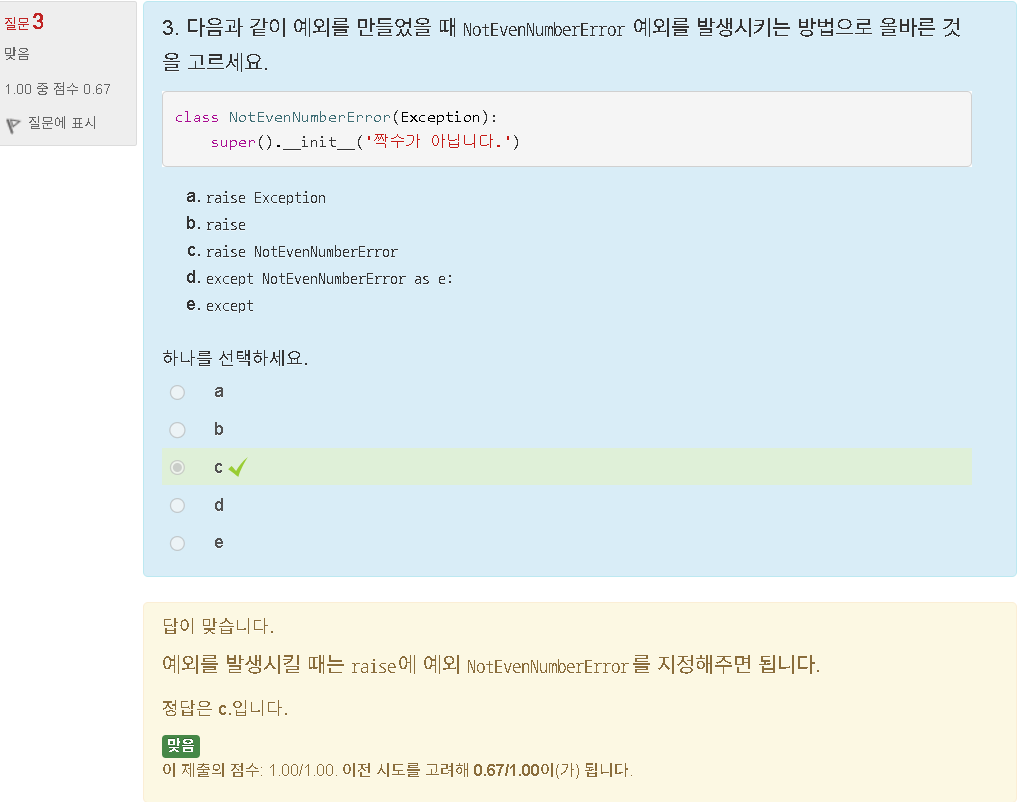 질문 3
맞음
1.00 중 점수 0.67
질문에 표시
3. 다음과 같이 예외를 만들었을 때 NotEvenNumberError 예외를 발생시키는 방법으로 올바른 것
을 고르세요.
class NotEvenNumberError(Exception):
    super().__init__('짝수가 아닙니다.')
a. raise Exception
b. raise
c. raise NotEvenNumberError
d. except NotEvenNumberError as e:
e. except
하나를 선택하세요.
a
b
c
d
e
답이 맞습니다.
예외를 발생시킬 때는 raise에 예외 NotEvenNumberError를 지정해주면 됩니다.
정답은 c.입니다.
맞음
이 제출의 점수: 1.00/1.00. 이전 시도를 고려해 0.67/1.00이(가) 됩니다.